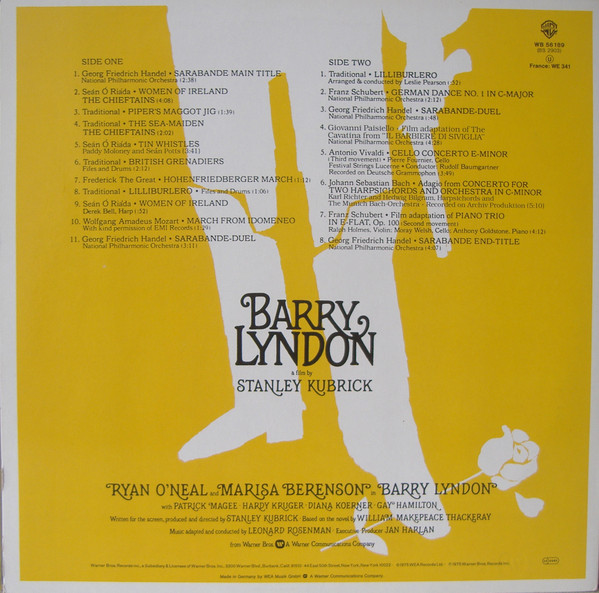 WB 56189
(BS 2903)
U
France: WE 341
SIDE ONE
1. Georg Friedrich Handel • SARABANDE MAIN TITLE
National Philharmonic Orchestra (2:38)
2. Seán Ó Riada • WOMEN OF IRELAND
THE CHIEFTAINS (4:08)
3. Traditional • PIPER'S MAGGOT JIG (1:39)
4. Traditional • THE SEA-MAIDEN
THE CHIEFTAINS (2:02)
5. Seán Ó Riada • TIN WHISTLES
Paddy Moloney and Seán Potts (3:41)
6. Traditional • BRITISH GRENADIERS
Fifes and Drums (2:12)
7. Frederick The Great • HOHENFRIEDBERGER MARCH (1:12)
8. Traditional • LILLIBURLERO • Fifes and Drums (1:06)
9. Seán Ó Riada • WOMEN OF IRELAND
Derek Bell, Harp (:52)
10. Wolfgang Amadeus Mozart • MARCH FROM IDOMENEO
With kind permission of EMI Records (1:29)
11. Georg Friedrich Handel • SARABANDE-DUEL
National Philharmonic Orchestra (3:11)
SIDE TWO
1. Traditional • LILLIBURLERO
Arranged & conducted by Leslie Pearson (:52)
2. Franz Schubert • GERMAN DANCE NO. 1 IN C-MAJOR
National Philharmonic Orchestra (2:12)
3. Georg Friedrich Handel • SARABANDE-DUEL
National Philharmonic Orchestra (:48)
4. Giovanni Paisiello • Film adaptation of The
Cavatina from "IL BARBIERE DI SIVIGLIA"
National Philharmonic Orchestra (4:28)
5. Antonio Vivaldi • CELLO CONCERTO E-MINOR
(Third movement) • Pierre Fournier, Cello
Festival Strings Lucerne • Conductor: Rudolf Baumgartner
Recorded on Deutsche Grammophon (3:49)
6. Johann Sebastian Bach • Adagio from CONCERTO FOR
TWO HARPSICHORDS AND ORCHESTRA IN C-MINOR
Karl Richter and Hedwig Bilgram, Harpsichords and
The Munich Bach Orchestra • Recorded on Archiv Produktion (5:10)
7. Franz Schubert • Film adaptation of PIANO TRIO
IN E-FLAT, Op. 100 (Second movement)
Ralph Holmes, Violin; Moray Welsh, Cello; Anthony Goldstone, Piano (4:12)
8. Georg Friedrich Handel • SARABANDE END-TITLE
National Philharmonic Orchestra (4:07)
BARRY
LYNDON
a film by
STANLEY KUBRICK
RYAN O'NEAL and MARISA BERENSON in BARRY LYNDON
with PATRICK MAGEE • HARDY KRUGER • DIANA KOERNER • GAY HAMILTON
Written for the screen, produced and directed by STANLEY KUBRICK • Based on the novel by WILLIAM MAKEPEACE THACKERAY
Music adapted and conducted by LEONARD ROSENMAN • Executive Producer JAN HARLAN
from Warner Bros. A Warner Communications Company
Made in Germany by WEA Musik GmbH A Warner Communications Company.